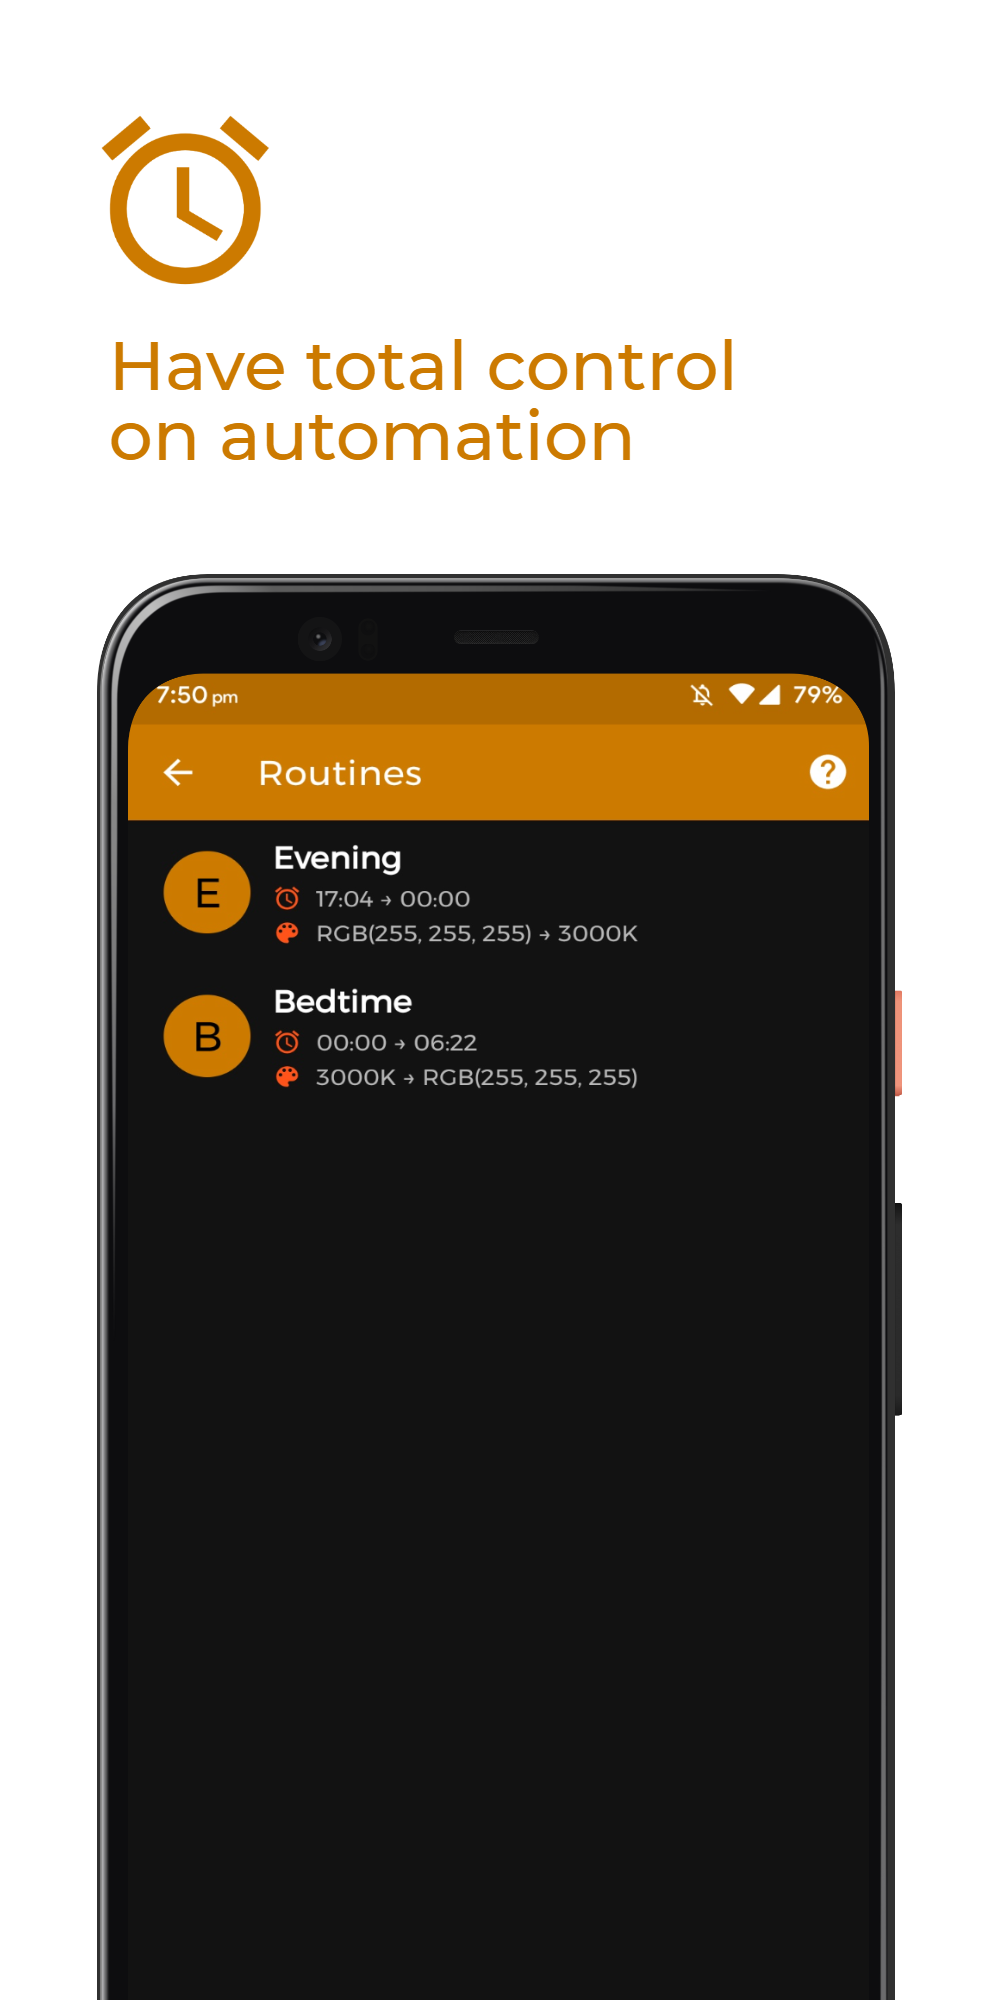 Have total control
on automation
7:50 pm 79%
Routines
E
Evening
17:04 → 00:00
RGB(255, 255, 255) → 3000K
B
Bedtime
00:00 → 06:22
3000K → RGB(255, 255, 255)